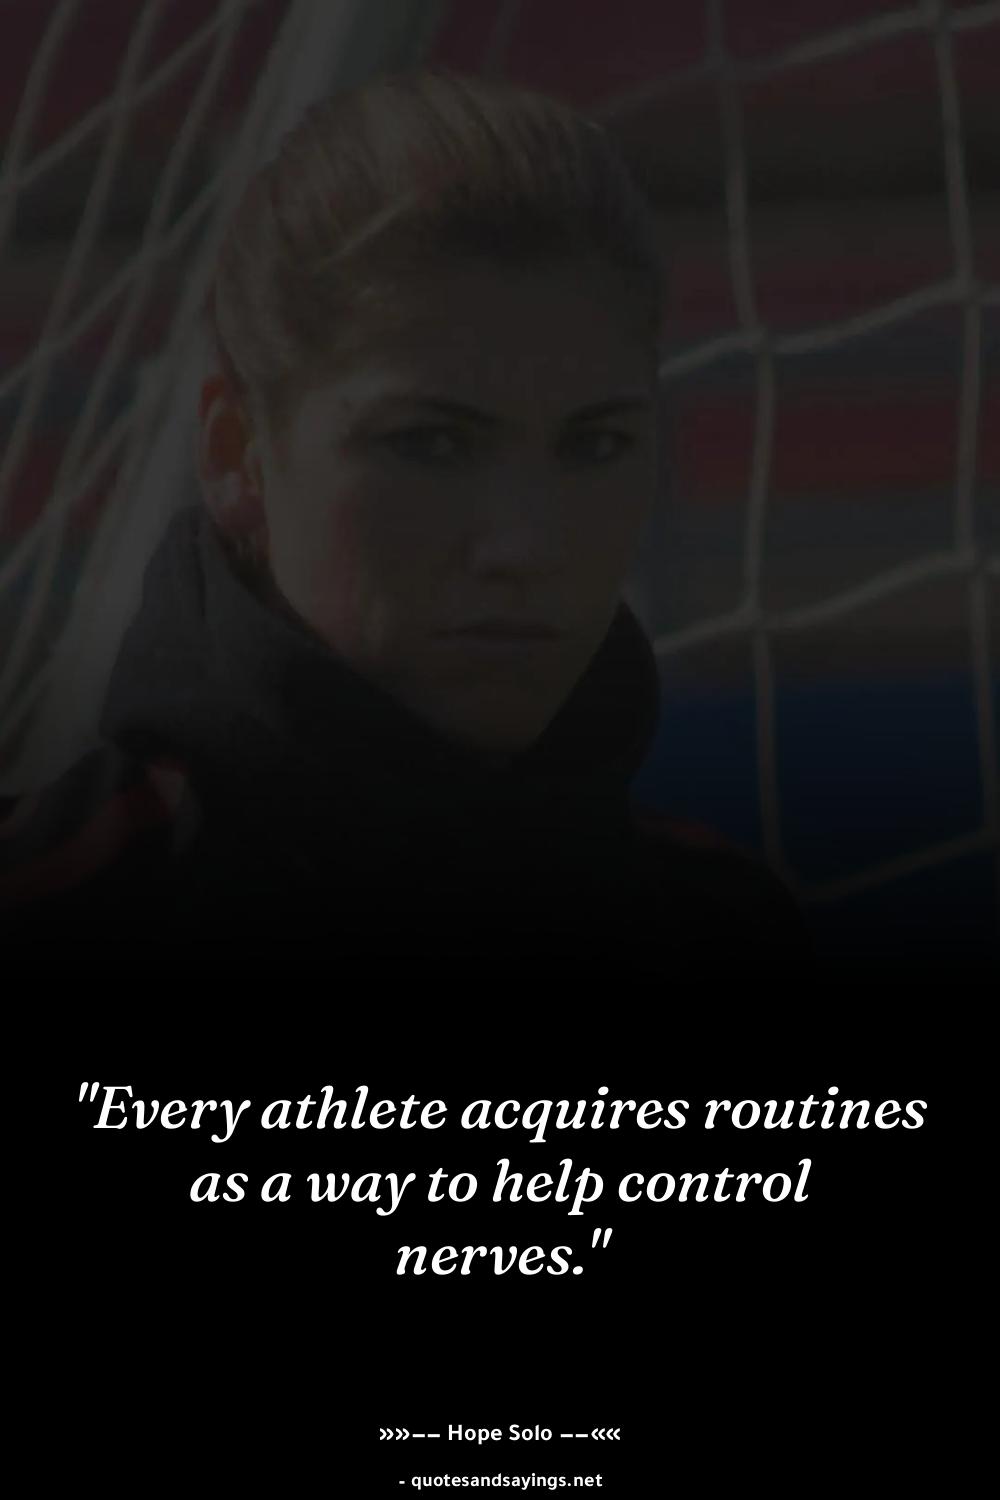 "Every athlete acquires routines
as a way to help control
nerves."
»»−− Hope Solo −−««
- quotesandsayings.net